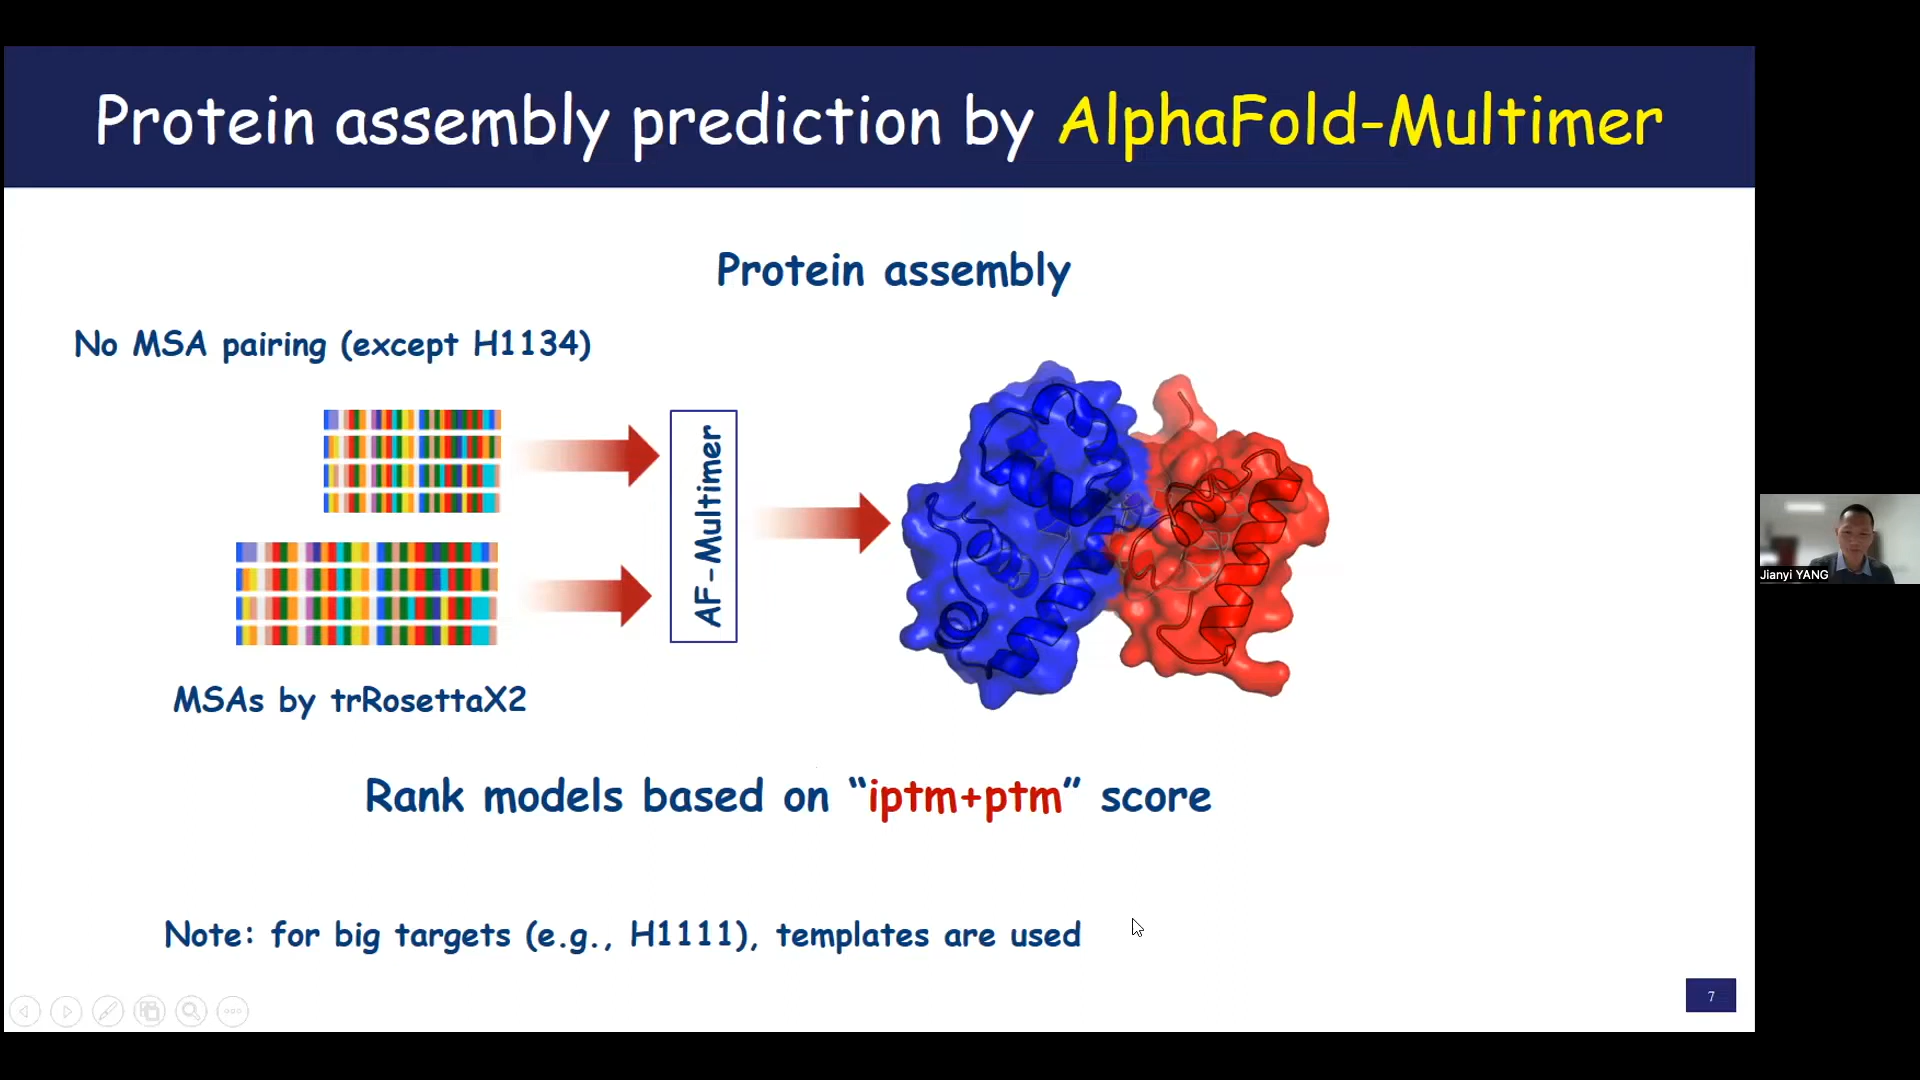 Protein assembly prediction by AlphaFold-Multimer
Protein assembly
No MSA pairing (except H1134)
AF-Multimer
MSAs by trRosettaX2
Rank models based on “iptm+ptm” score
Note: for big targets (e.g., H1111), templates are used
7
Jianyi YANG